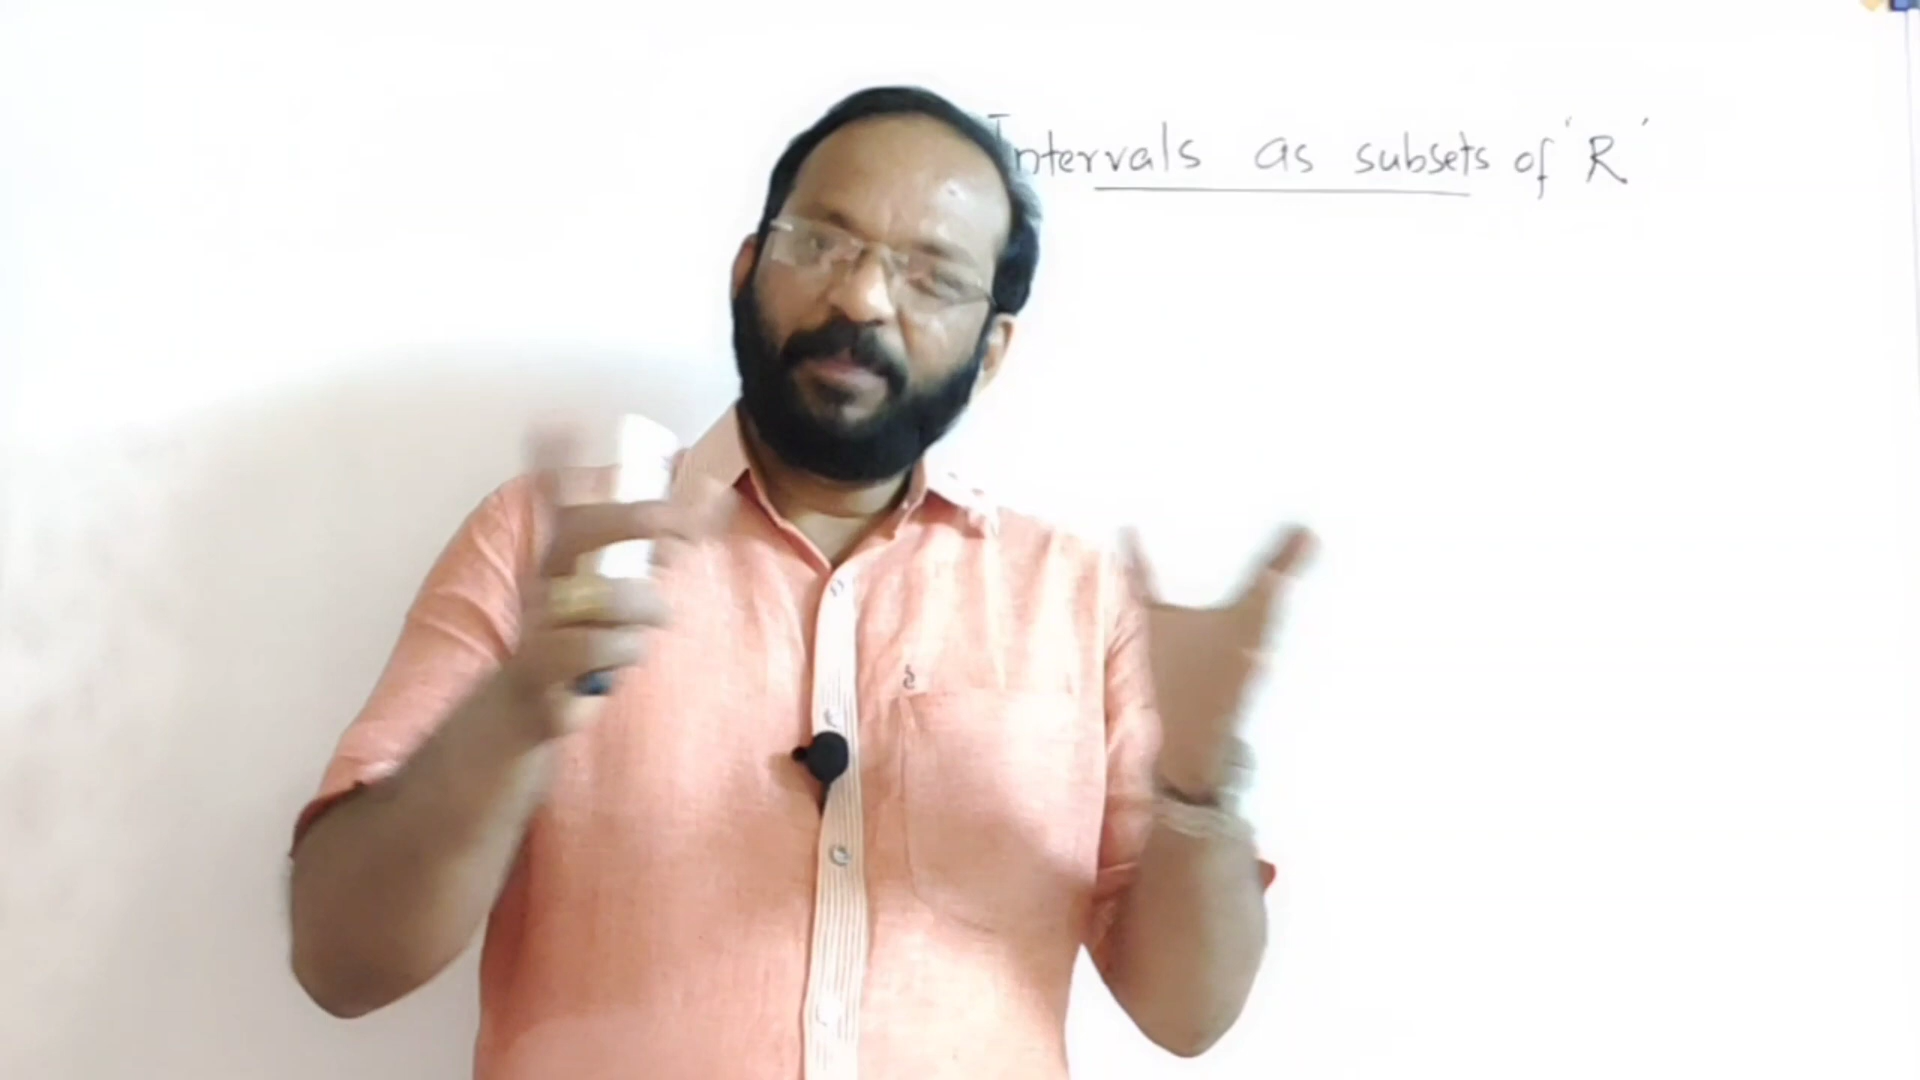 Intervals as subsets of 'R'